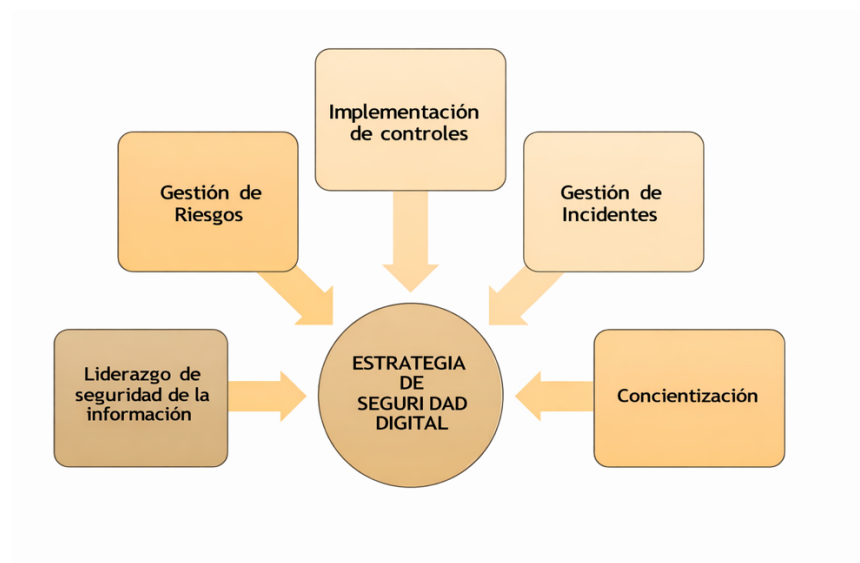 Implementación
de controles
Gestión de
Riesgos
Gestión de
Incidentes
Liderazgo de
seguridad de la
información
ESTRATEGIA
DE
SEGURI DAD
DIGITAL
Concientización